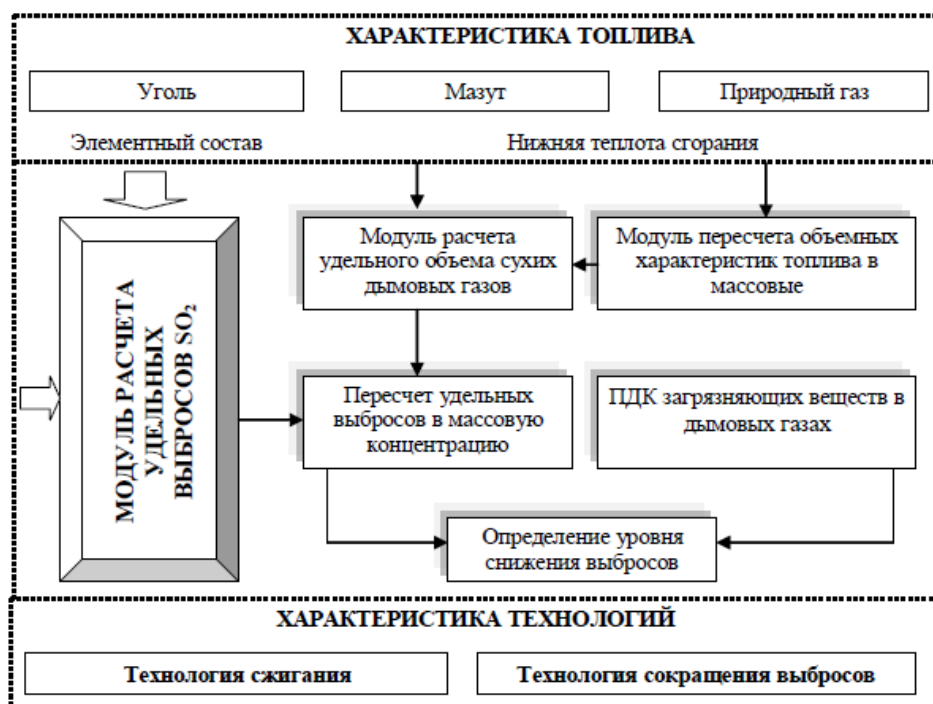 ХАРАКТЕРИСТИКА ТОПЛИВА
Уголь
Мазут
Природный газ
Элементный состав
Нижняя теплота сгорания
Модуль расчета
удельного объема сухих
дымовых газов
Модуль пересчета объемных
характеристик топлива в
массовые
МОДУЛЬ РАСЧЕТА
УДЕЛЬНЫХ
ВЫБРОСОВ SO₂
Пересчет удельных
выбросов в массовую
концентрацию
ПДК загрязняющих веществ в
дымовых газах
Определение уровня
снижения выбросов
ХАРАКТЕРИСТИКА ТЕХНОЛОГИЙ
Технология сжигания
Технология сокращения выбросов